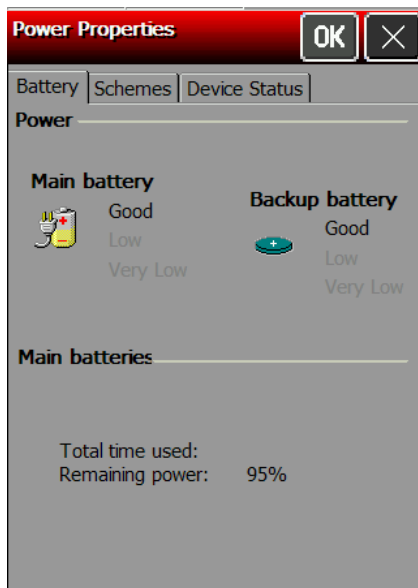 Power Properties
OK
Battery Schemes Device Status
Power
Main battery
Good
Low
Very Low
Backup battery
Good
Low
Very Low
Main batteries
Total time used:
Remaining power: 95%